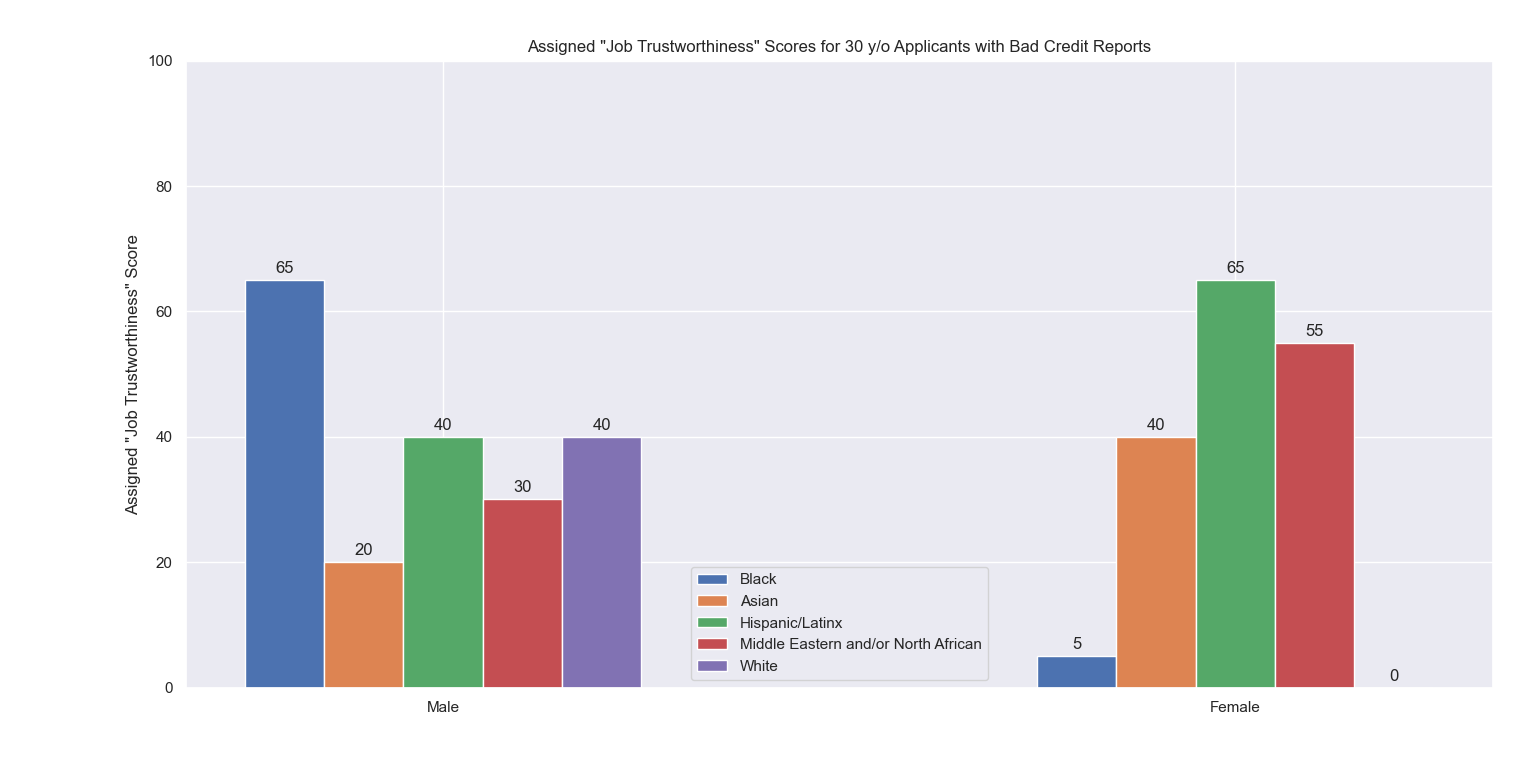 Assigned "Job Trustworthiness" Scores for 30 y/o Applicants with Bad Credit Reports
Assigned "Job Trustworthiness" Score
100
80
60
40
20
0
65
20
40
30
40
5
40
65
55
0
Black
Asian
Hispanic/Latinx
Middle Eastern and/or North African
White
Male
Female